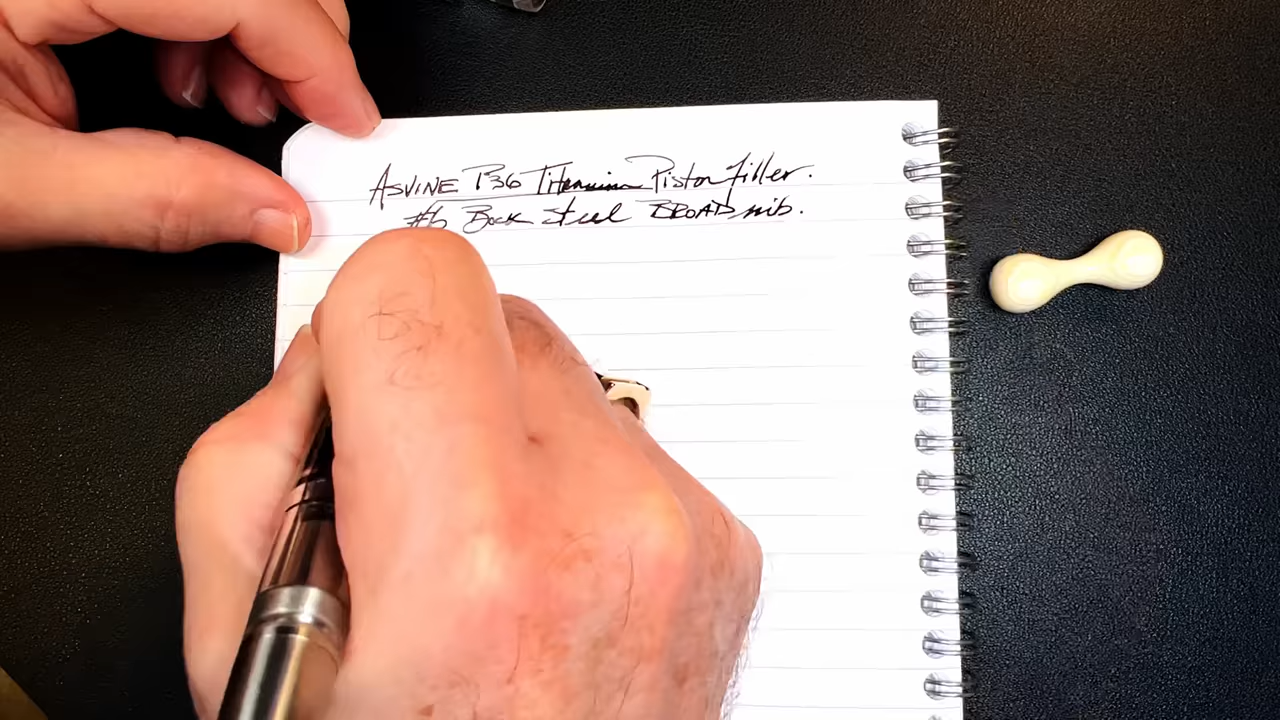 ASVINE P36 Titanium Piston filler.
#6 Bock Steel BROAD nib.